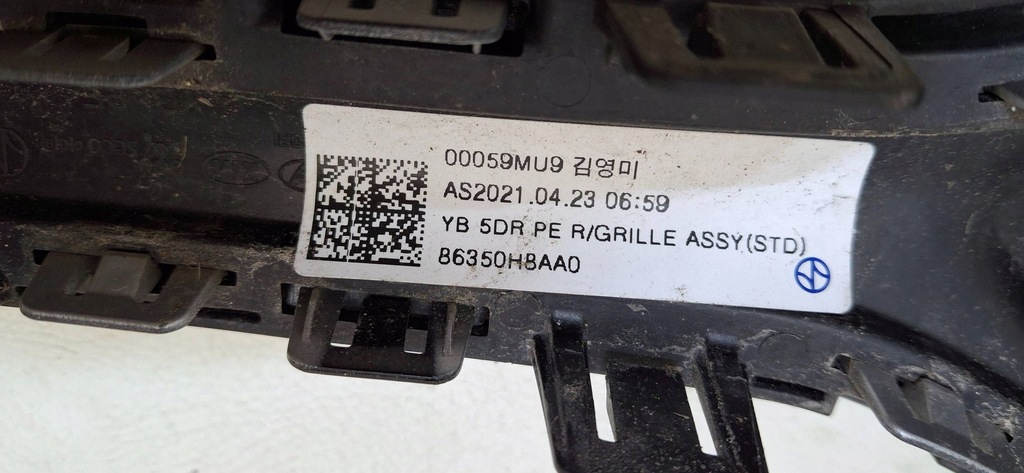 00059MU9 김영미
AS2021.04.23 06:59
YB 5DR PE R/GRILLE ASSY(STD)
86350H8AA0